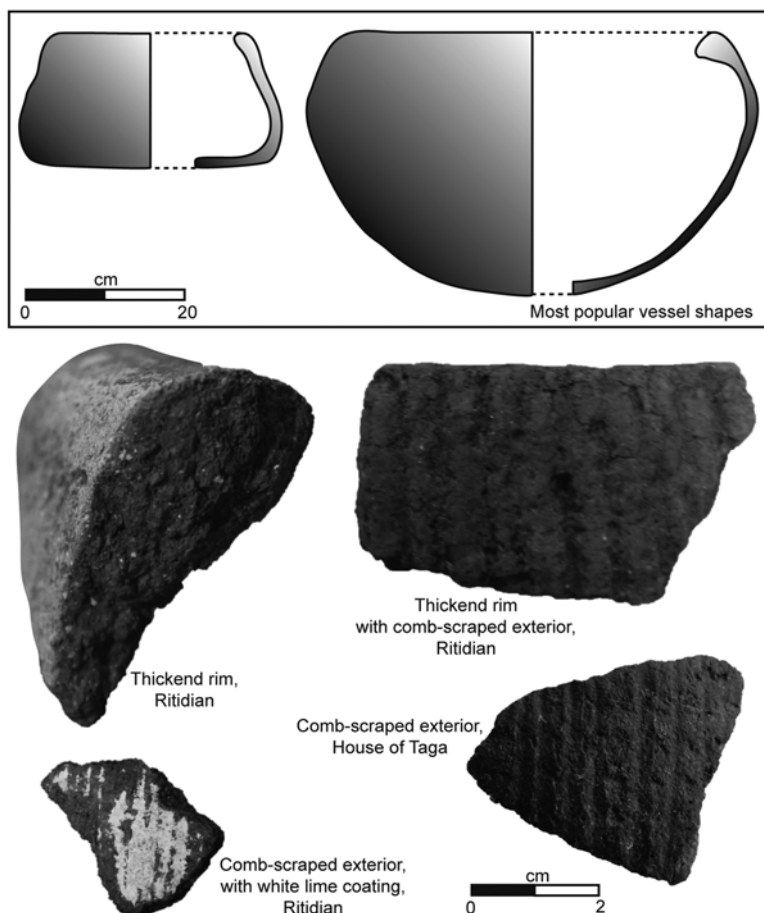 cm
0 20
Most popular vessel shapes
Thickend rim,
Ritidian
Thickend rim
with comb-scraped exterior,
Ritidian
Comb-scraped exterior,
House of Taga
Comb-scraped exterior,
with white lime coating,
Ritidian
cm
0 2